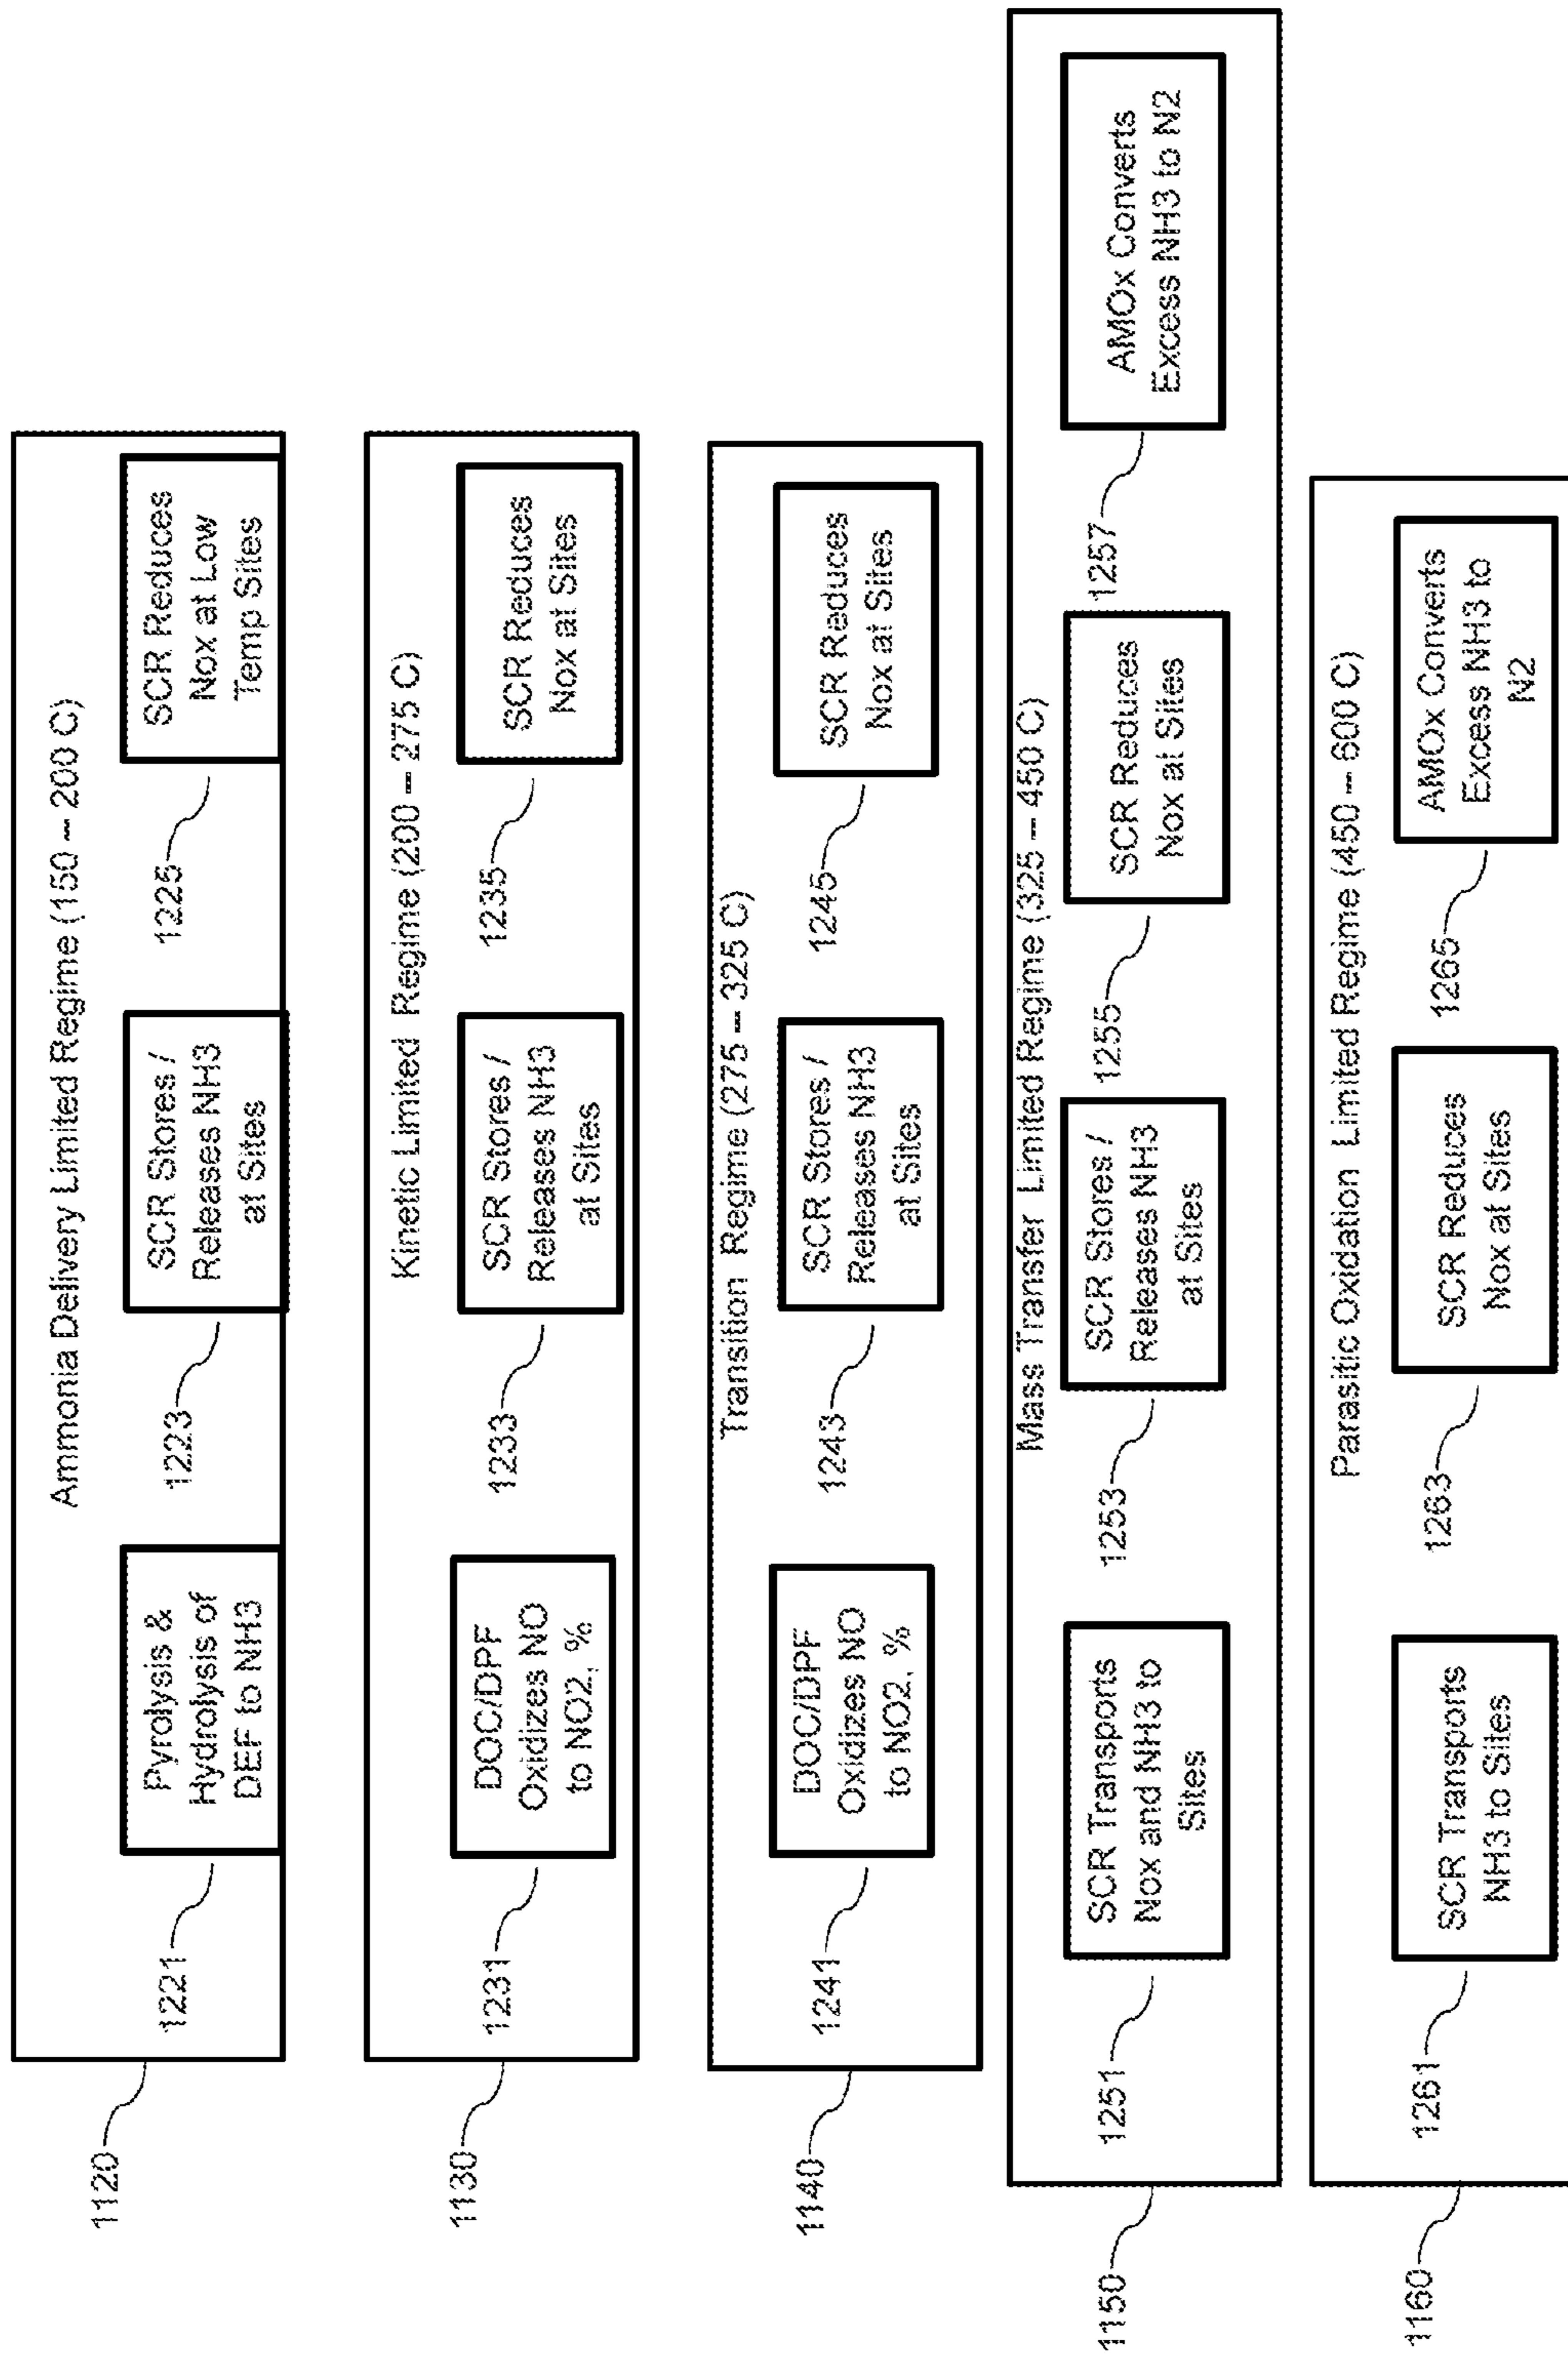 Ammonia Delivery Limited Regime (150 – 200 C)
1120
1221
Pyrolysis &
Hydrolysis of
DEF to NH3
1223
SCR Stores /
Releases NH3
at Sites
1225
SCR Reduces
Nox at Low
Temp Sites
Kinetic Limited Regime (200 – 275 C)
1130
1231
DOC/DPF
Oxidizes NO
to NO2, %
1233
SCR Stores /
Releases NH3
at Sites
1235
SCR Reduces
Nox at Sites
Transition Regime (275 – 325 C)
1140
1241
DOC/DPF
Oxidizes NO
to NO2, %
1243
SCR Stores /
Releases NH3
at Sites
1245
SCR Reduces
Nox at Sites
Mass Transfer Limited Regime (325 – 450 C)
1150
1251
SCR Transports
Nox and NH3 to
Sites
1253
SCR Stores /
Releases NH3
at Sites
1255
SCR Reduces
Nox at Sites
1257
AMOx Converts
Excess NH3 to N2
Parasitic Oxidation Limited Regime (450 – 600 C)
1160
1261
SCR Transports
NH3 to Sites
1263
SCR Reduces
Nox at Sites
1265
AMOx Converts
Excess NH3 to
N2